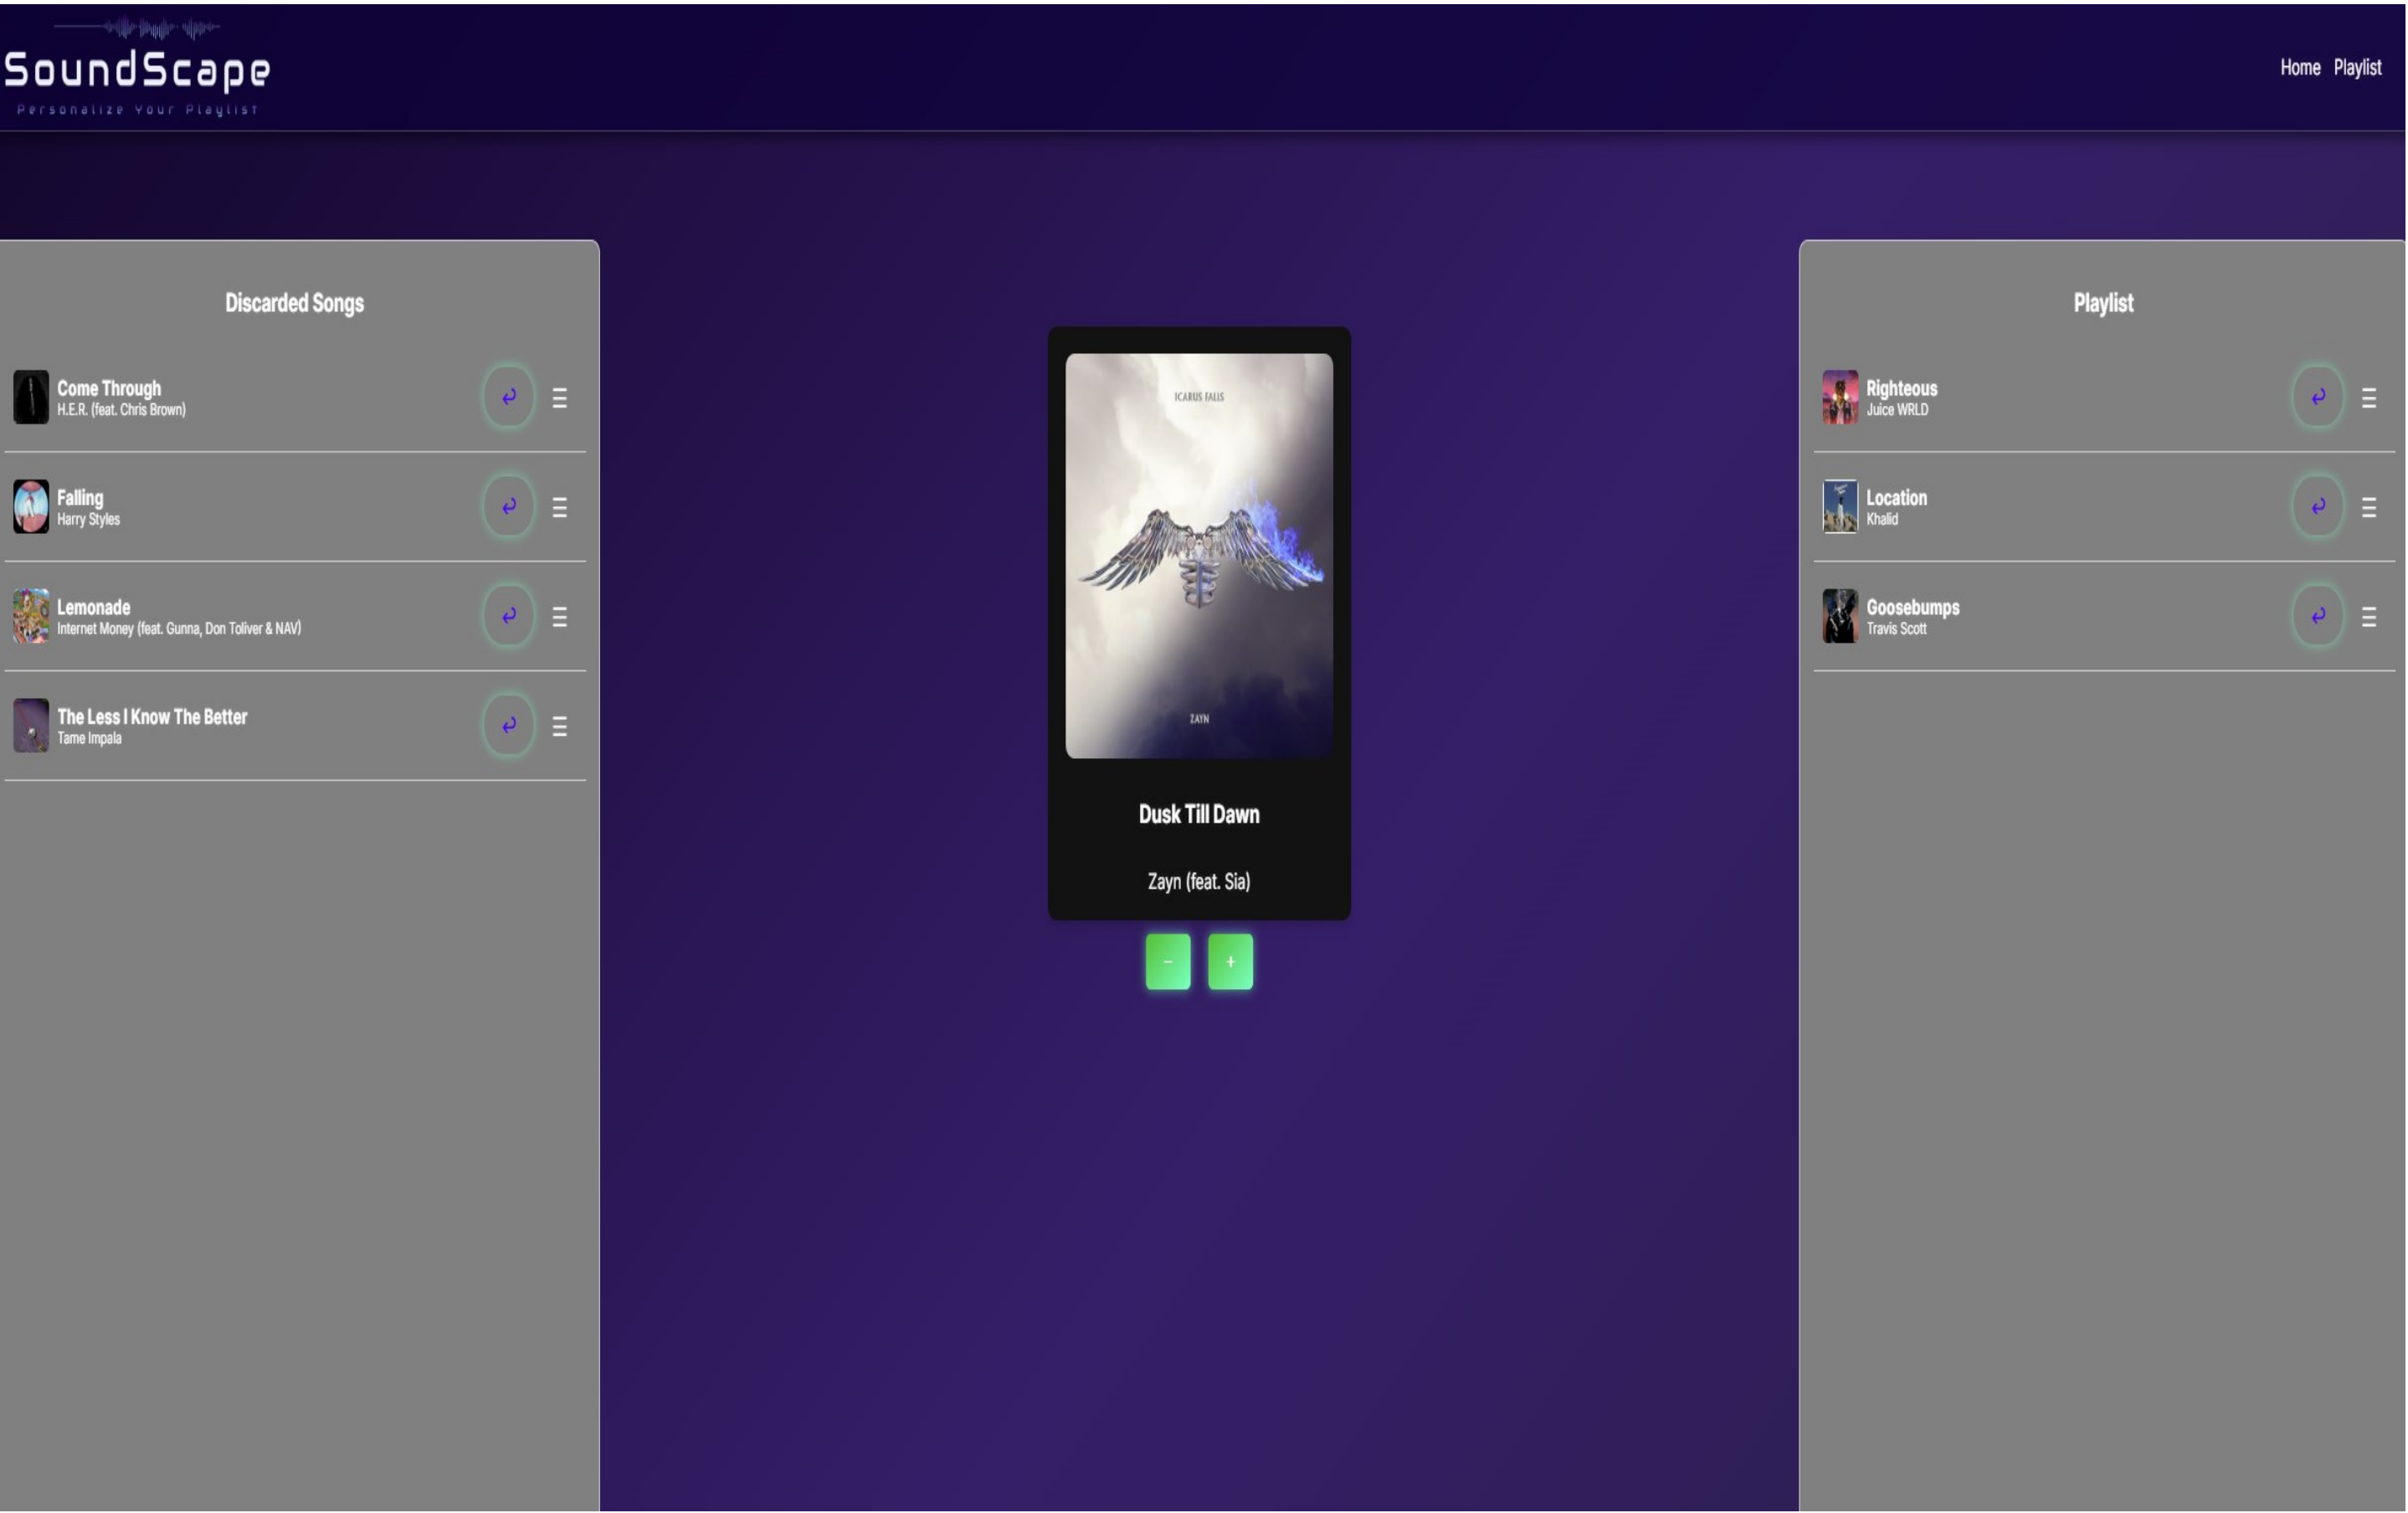 SoundScape
Personalize Your Playlist
Home Playlist
Discarded Songs
Come Through
H.E.R. (feat. Chris Brown)
Falling
Harry Styles
Lemonade
Internet Money (feat. Gunna, Don Toliver & NAV)
The Less I Know The Better
Tame Impala
ICARUS FALLS
ZAYN
Dusk Till Dawn
Zayn (feat. Sia)
- +
Playlist
Righteous
Juice WRLD
Location
Khalid
Goosebumps
Travis Scott